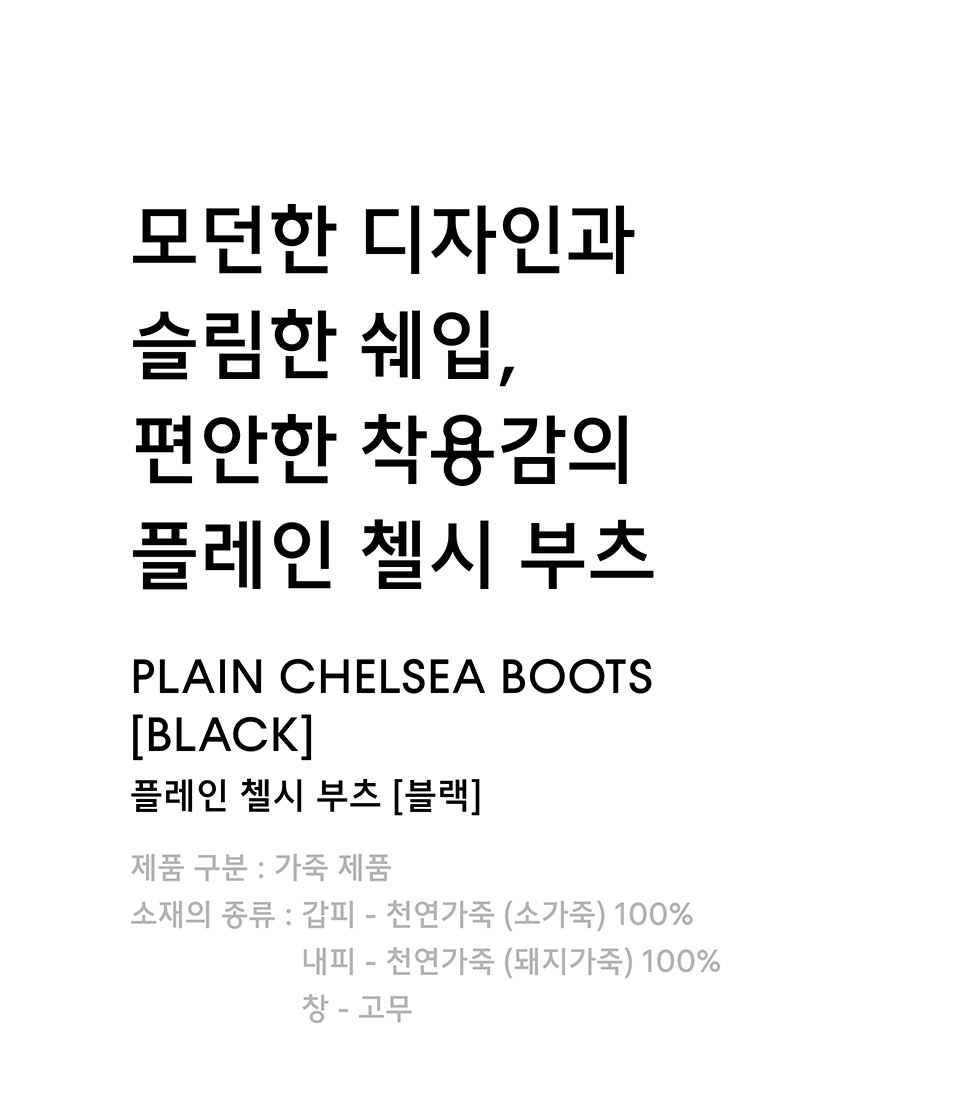 모던한 디자인과
슬림한 쉐입,
편안한 착용감의
플레인 첼시 부츠
PLAIN CHELSEA BOOTS
[BLACK]
플레인 첼시 부츠 [블랙]
제품 구분 : 가죽 제품
소재의 종류 : 갑피 - 천연가죽 (소가죽) 100%
내피 - 천연가죽 (돼지가죽) 100%
창 - 고무